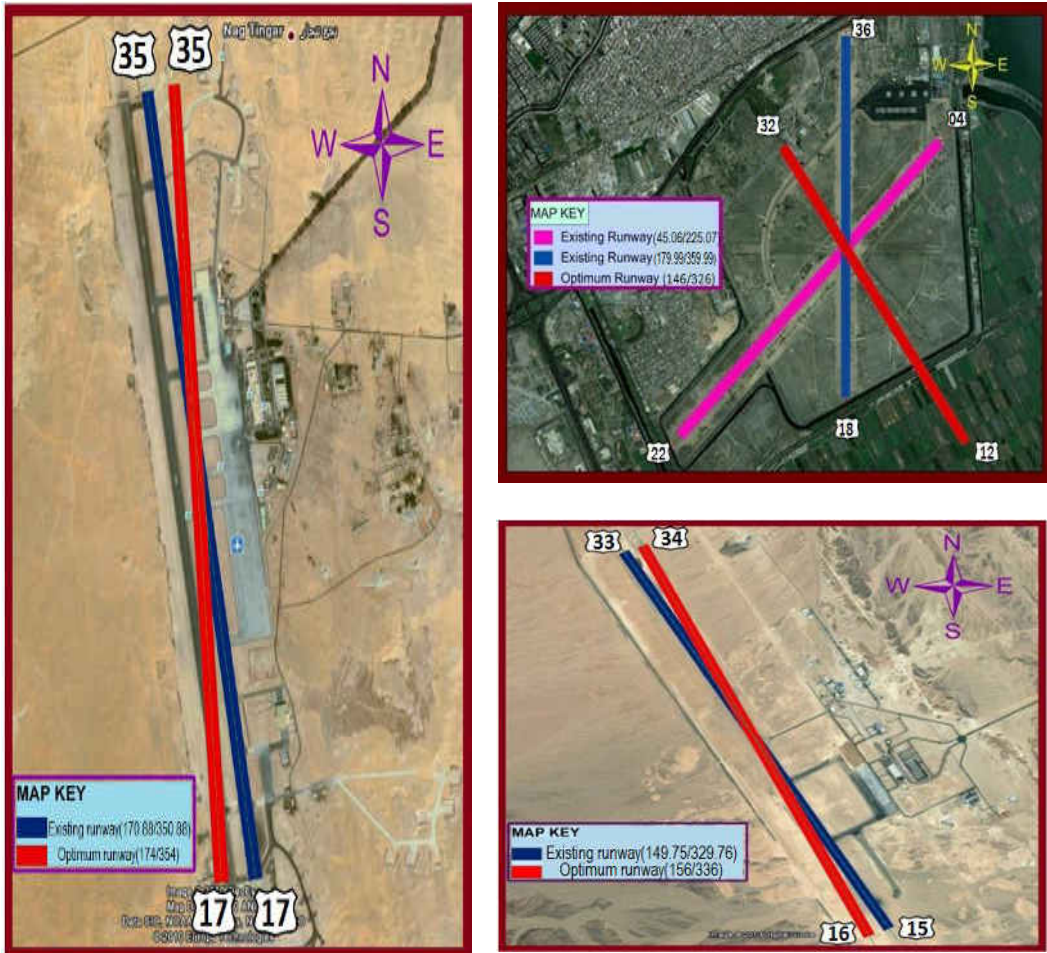 Nag Tingar نجع تنجار
35
35
N
W
E
S
MAP KEY
Existing runway(170.88/350.88)
Optimum runway(174/354)
17
17
36
N
W
E
S
04
32
MAP KEY
Existing Runway(45.06/225.07)
Existing Runway(179.99/359.99)
Optimum Runway (146/326)
22
18
12
33
34
N
W
E
S
MAP KEY
Existing runway(149.75/329.76)
Optimum runway(156/336)
16
15